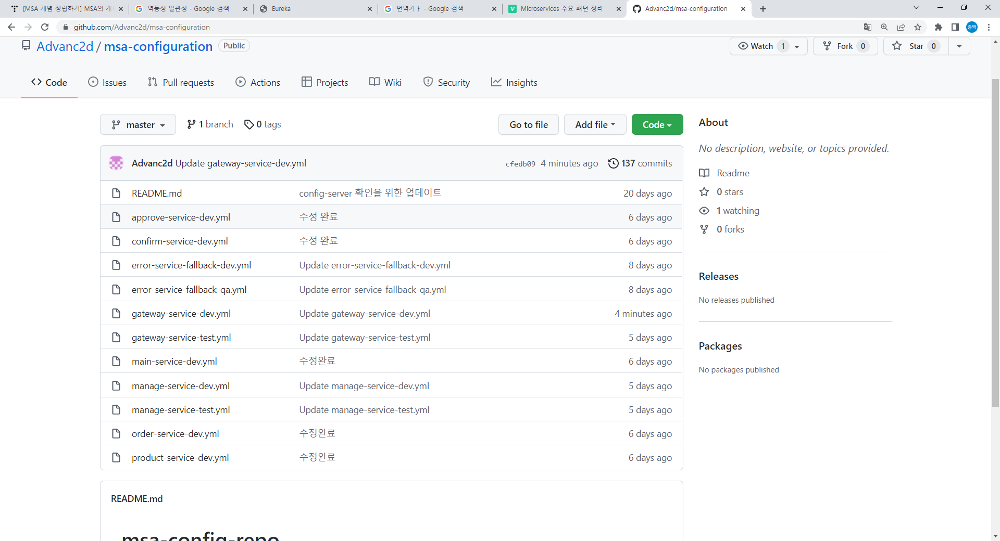 [MSA 개념 정립하기] MSA의 개
멱등성 일관성 - Google 검색
Eureka
번역기ㅏ - Google 검색
Microservices 주요 패턴 정리
Advanc2d/msa-configuration
github.com/Advanc2d/msa-configuration
종백
Advanc2d / msa-configuration Public
Watch 1
Fork 0
Star 0
Code
Issues
Pull requests
Actions
Projects
Wiki
Security
Insights
master
1 branch
0 tags
Go to file
Add file
Code
Advanc2d Update gateway-service-dev.yml cfedb09 4 minutes ago 137 commits
README.md config-server 확인을 위한 업데이트 20 days ago
approve-service-dev.yml 수정 완료 6 days ago
confirm-service-dev.yml 수정 완료 6 days ago
error-service-fallback-dev.yml Update error-service-fallback-dev.yml 8 days ago
error-service-fallback-qa.yml Update error-service-fallback-qa.yml 8 days ago
gateway-service-dev.yml Update gateway-service-dev.yml 4 minutes ago
gateway-service-test.yml Update gateway-service-test.yml 5 days ago
main-service-dev.yml 수정완료 6 days ago
manage-service-dev.yml Update manage-service-dev.yml 5 days ago
manage-service-test.yml Update manage-service-test.yml 5 days ago
order-service-dev.yml 수정완료 6 days ago
product-service-dev.yml 수정완료 6 days ago
README.md
msa-config-repo
About
No description, website, or topics provided.
Readme
0 stars
1 watching
0 forks
Releases
No releases published
Packages
No packages published